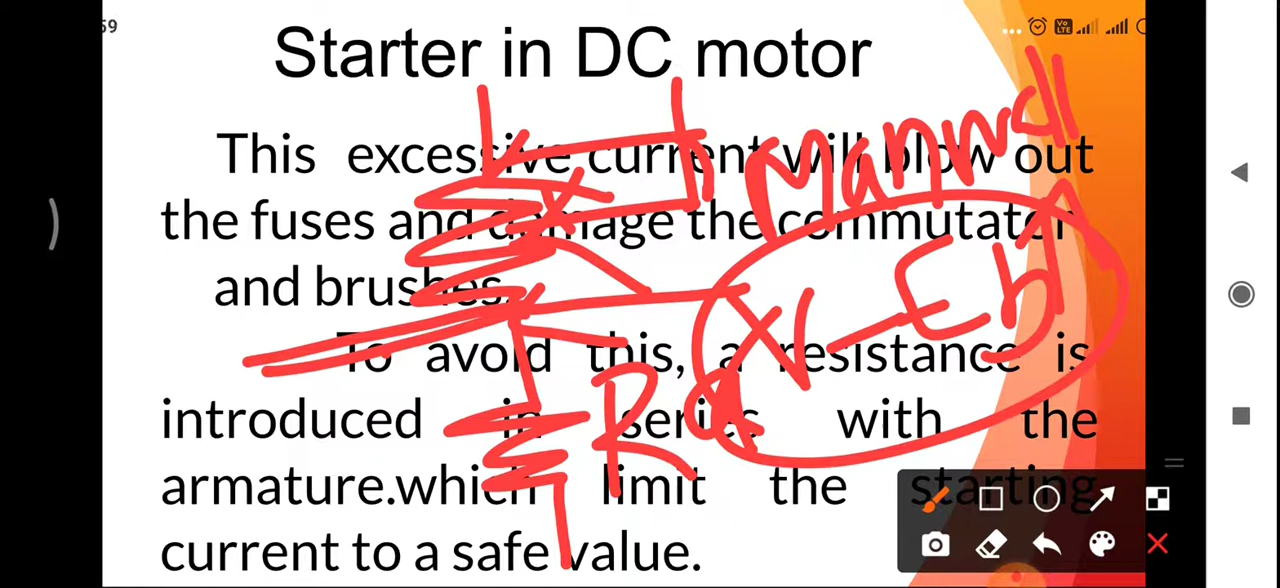 59
Starter in DC motor
Manual
This excessive current will blow out
the fuses and damage the commutator
and brushes.
V-Eb
To avoid this, a resistance is
Ra
introduced in series with the
armature.which limit the starting
current to a safe value.